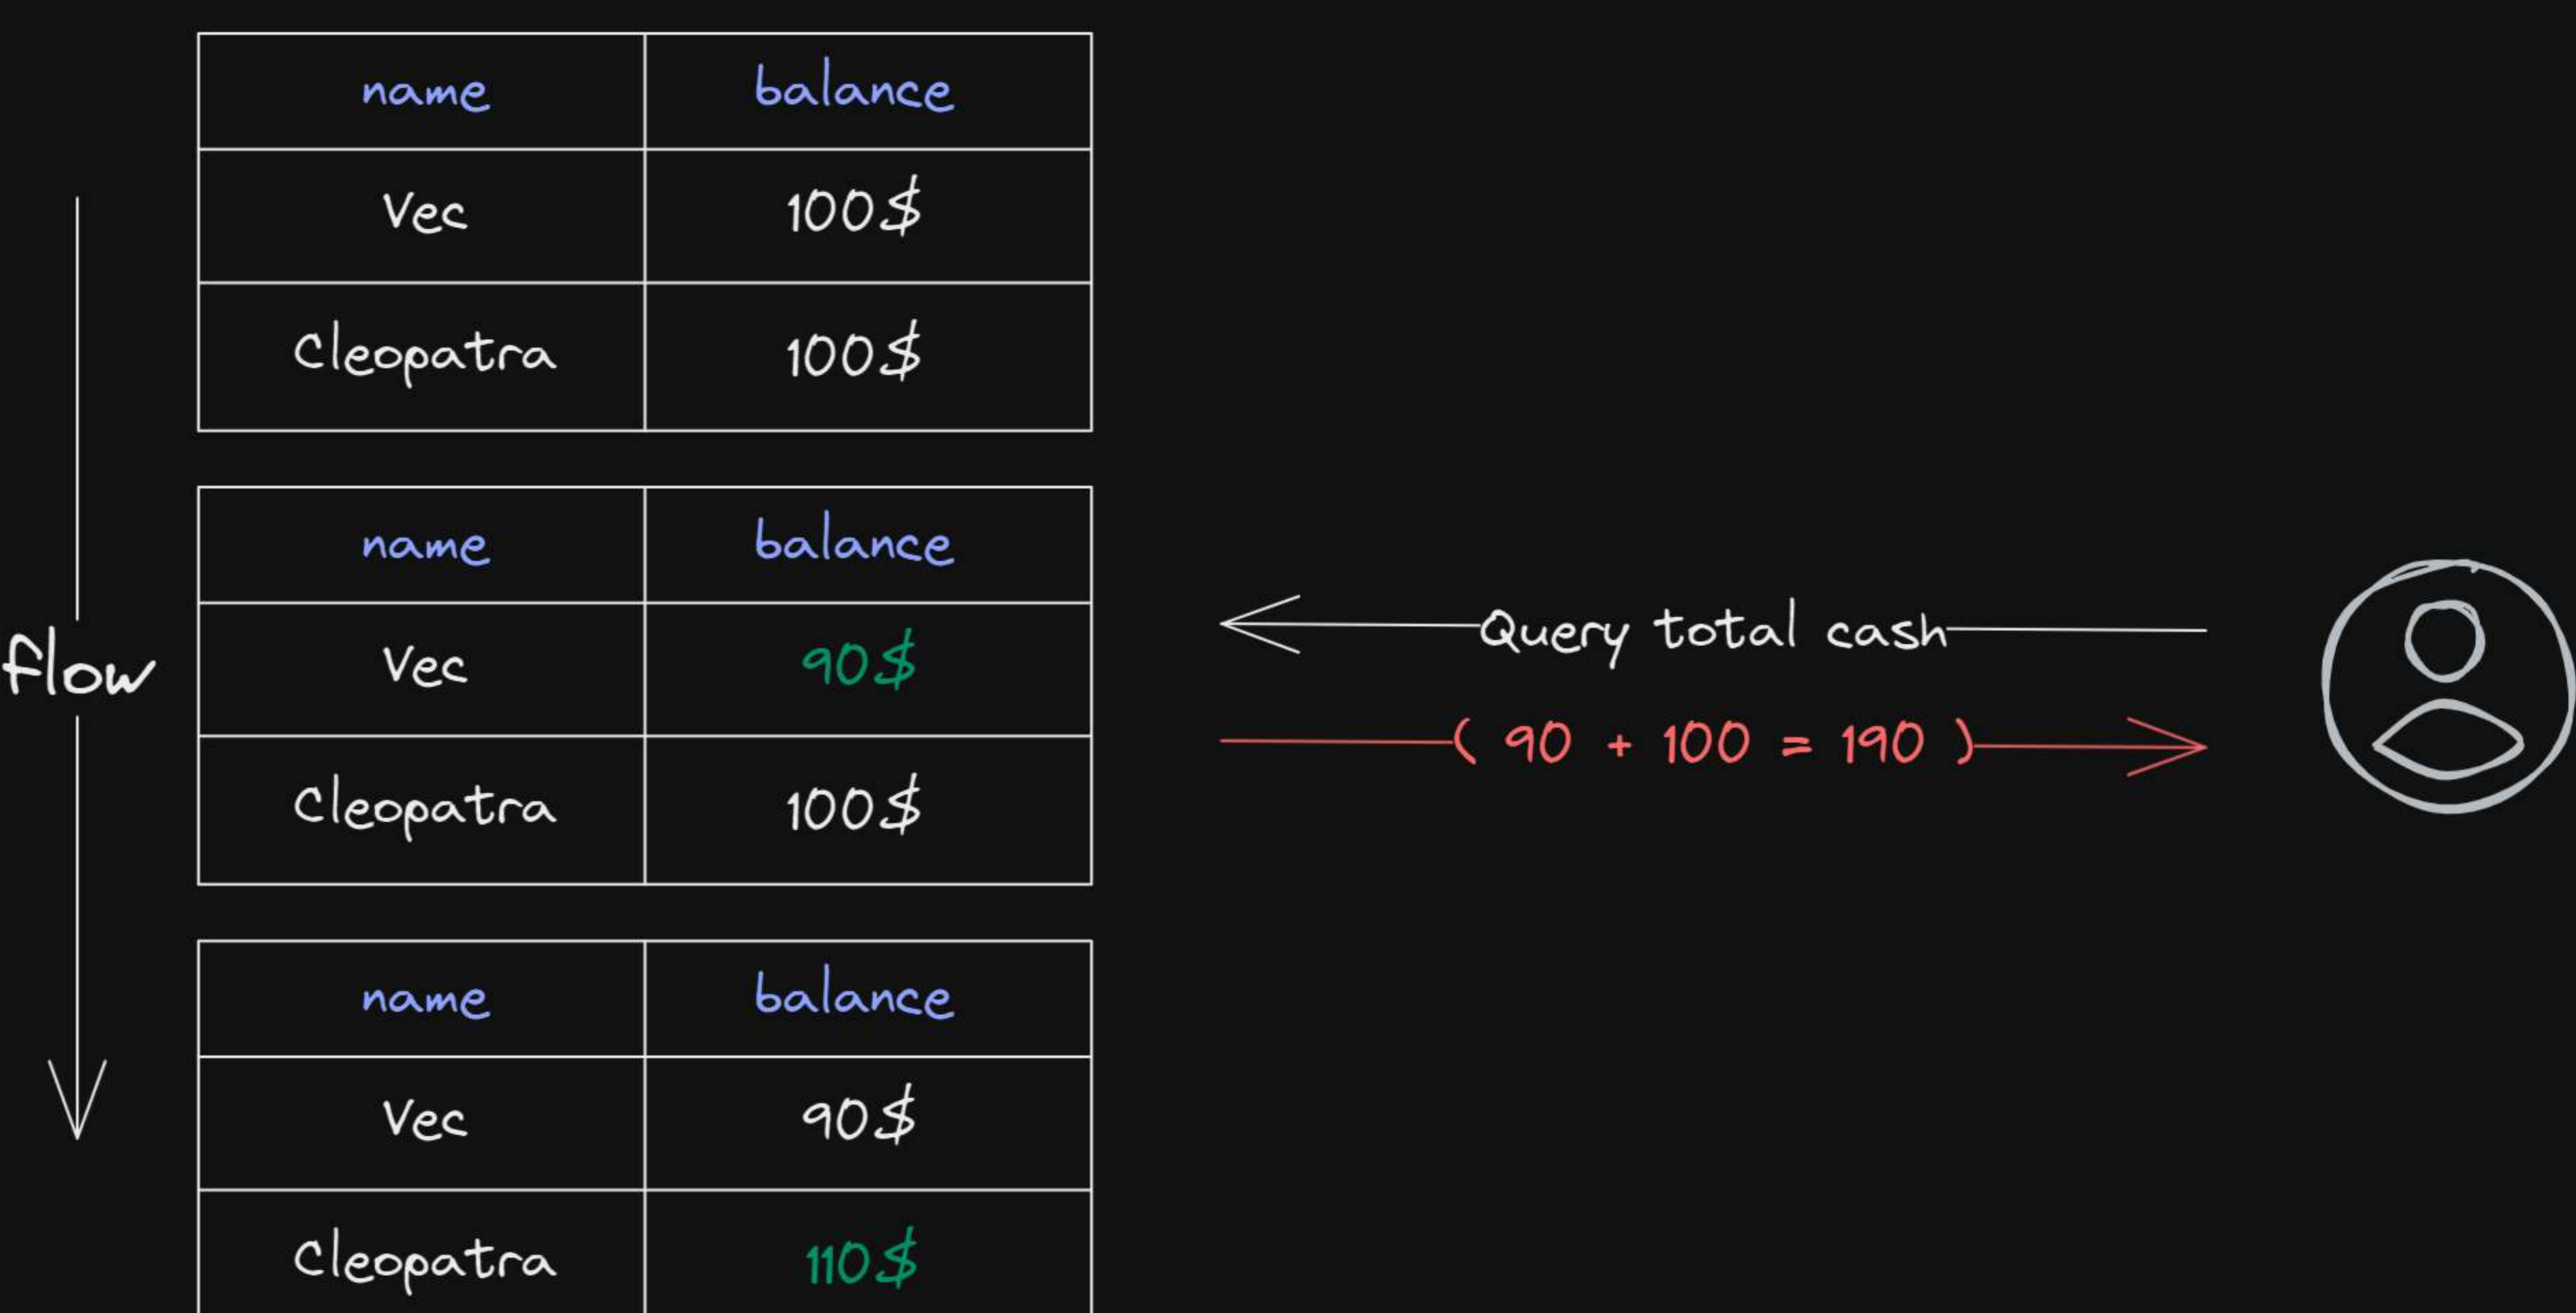 name balance
Vec 100$
Cleopatra 100$
flow
name balance
Vec 90$
Cleopatra 100$
Query total cash
( 90 + 100 = 190 )
name balance
Vec 90$
Cleopatra 110$